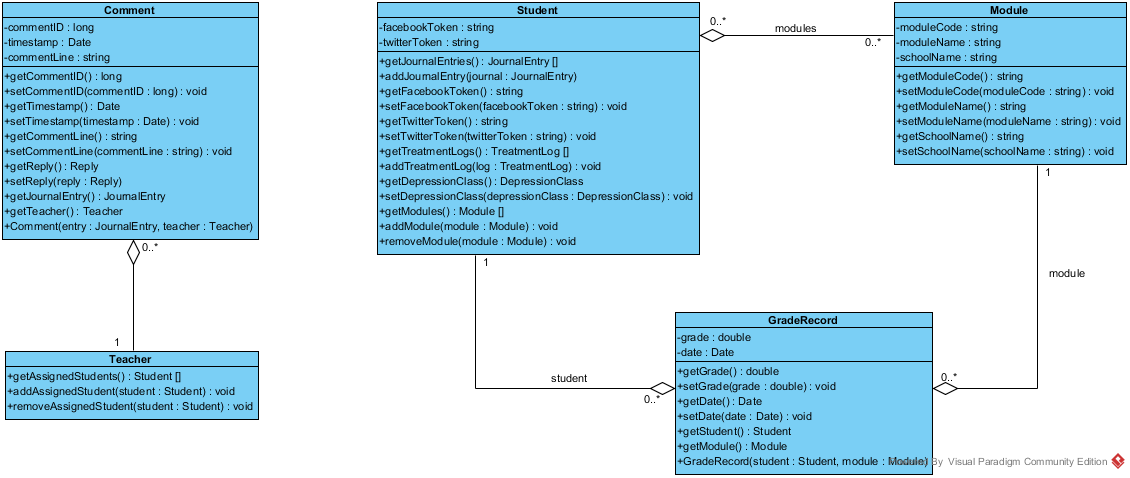 Comment
-commentID : long
-timestamp : Date
-commentLine : string
+getCommentID() : long
+setCommentID(commentID : long) : void
+getTimestamp() : Date
+setTimestamp(timestamp : Date) : void
+getCommentLine() : string
+setCommentLine(commentLine : string) : void
+getReply() : Reply
+setReply(reply : Reply)
+getJournalEntry() : JournalEntry
+getTeacher() : Teacher
+Comment(entry : JournalEntry, teacher : Teacher)
0..*
1
Teacher
+getAssignedStudents() : Student []
+addAssignedStudent(student : Student) : void
+removeAssignedStudent(student : Student) : void
Student
-facebookToken : string
-twitterToken : string
+getJournalEntries() : JournalEntry []
+addJournalEntry(journal : JournalEntry)
+getFacebookToken() : string
+setFacebookToken(facebookToken : string) : void
+getTwitterToken() : string
+setTwitterToken(twitterToken : string) : void
+getTreatmentLogs() : TreatmentLog []
+addTreatmentLog(log : TreatmentLog) : void
+getDepressionClass() : DepressionClass
+setDepressionClass(depressionClass : DepressionClass) : void
+getModules() : Module []
+addModule(module : Module) : void
+removeModule(module : Module) : void
0..*
modules
0..*
Module
-moduleCode : string
-moduleName : string
-schoolName : string
+getModuleCode() : string
+setModuleCode(moduleCode : string) : void
+getModuleName() : string
+setModuleName(moduleName : string) : void
+getSchoolName() : string
+setSchoolName(schoolName : string) : void
1
module
0..*
1
student
0..*
GradeRecord
-grade : double
-date : Date
+getGrade() : double
+setGrade(grade : double) : void
+getDate() : Date
+setDate(date : Date) : void
+getStudent() : Student
+getModule() : Module
+GradeRecord(student : Student, module : Module)
Powered By Visual Paradigm Community Edition